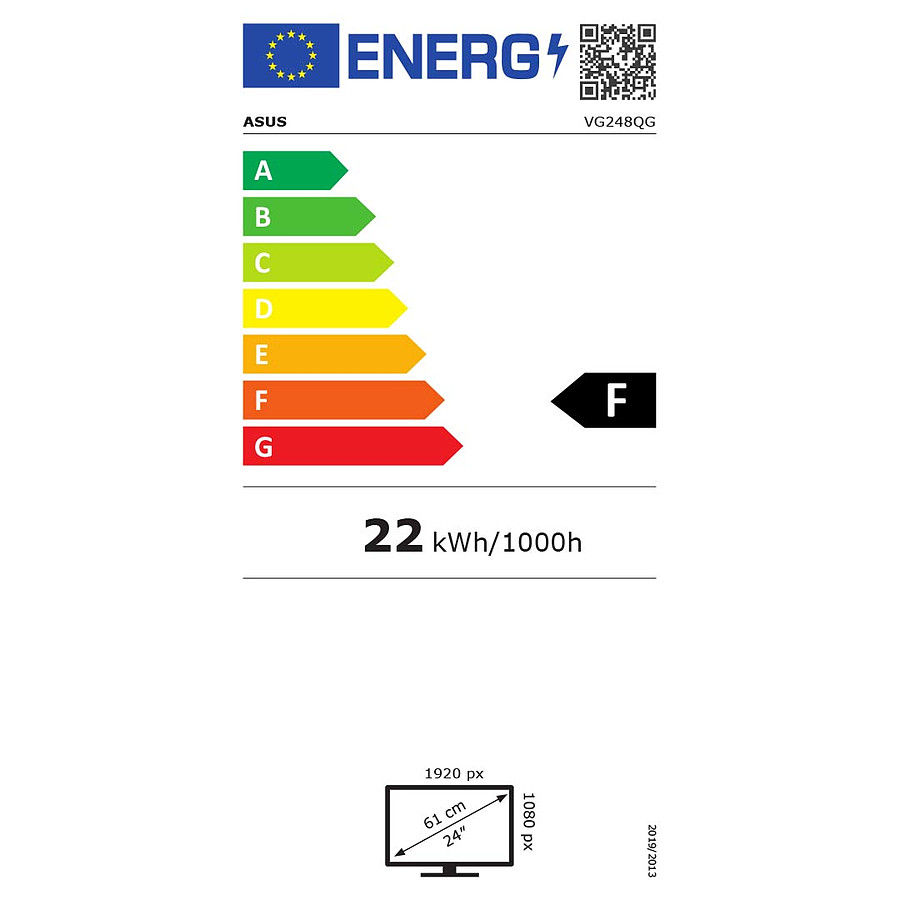 ENERG
ASUS VG248QG
A
B
C
D
E
F
F
G
22 kWh/1000h
1920 px
61 cm
24"
1080 px
2019/2013